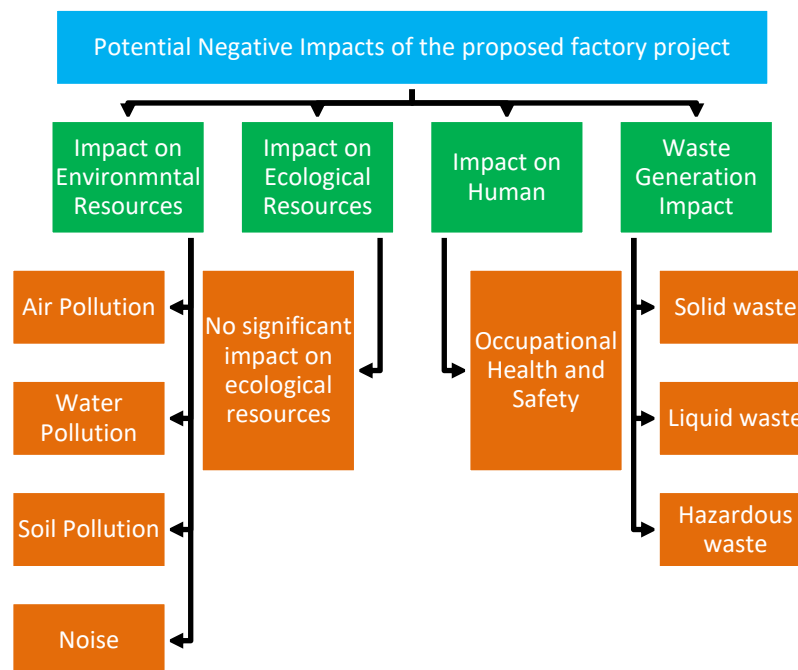 Potential Negative Impacts of the proposed factory project
Impact on
Environmntal
Resources
Impact on
Ecological
Resources
Impact on
Human
Waste
Generation
Impact
Air Pollution
Water
Pollution
Soil Pollution
Noise
No significant
impact on
ecological
resources
Occupational
Health and
Safety
Solid waste
Liquid waste
Hazardous
waste